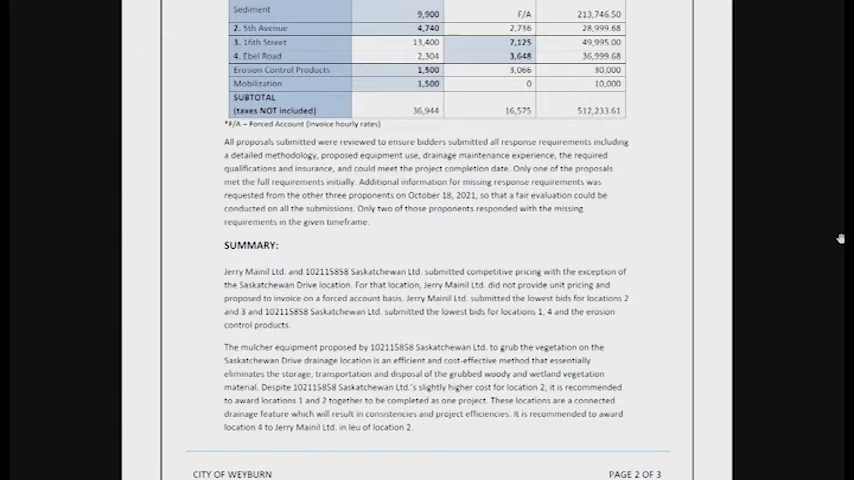 Sediment 9,900 F/A 213,746.50
2. 5th Avenue 4,740 2,736 28,999.68
3. 16th Street 13,400 7,125 49,995.00
4. Ebel Road 2,304 3,648 36,999.68
Erosion Control Products 1,500 3,066 30,000
Mobilization 1,500 0 10,000
SUBTOTAL
(taxes NOT included) 36,944 16,575 512,233.61
*F/A – Forced Account (Invoice hourly rates)
All proposals submitted were reviewed to ensure bidders submitted all response requirements including
a detailed methodology, proposed equipment use, drainage maintenance experience, the required
qualifications and insurance, and could meet the project completion date. Only one of the proposals
met the full requirements initially. Additional information for missing response requirements was
requested from the other three proponents on October 18, 2021, so that a fair evaluation could be
conducted on all the submissions. Only two of those proponents responded with the missing
requirements in the given timeframe.
SUMMARY:
Jerry Mainil Ltd. and 102115858 Saskatchewan Ltd. submitted competitive pricing with the exception of
the Saskatchewan Drive location. For that location, Jerry Mainil Ltd. did not provide unit pricing and
proposed to invoice on a forced account basis. Jerry Mainil Ltd. submitted the lowest bids for locations 2
and 3 and 102115858 Saskatchewan Ltd. submitted the lowest bids for locations 1, 4 and the erosion
control products.
The mulcher equipment proposed by 102115858 Saskatchewan Ltd. to grub the vegetation on the
Saskatchewan Drive drainage location is an efficient and cost-effective method that essentially
eliminates the storage, transportation and disposal of the grubbed woody and wetland vegetation
material. Despite 102115858 Saskatchewan Ltd.'s slightly higher cost for location 2, it is recommended
to award locations 1 and 2 together to be completed as one project. These locations are a connected
drainage feature which will result in consistencies and project efficiencies. It is recommended to award
location 4 to Jerry Mainil Ltd. in leu of location 2.
CITY OF WEYBURN PAGE 2 OF 3